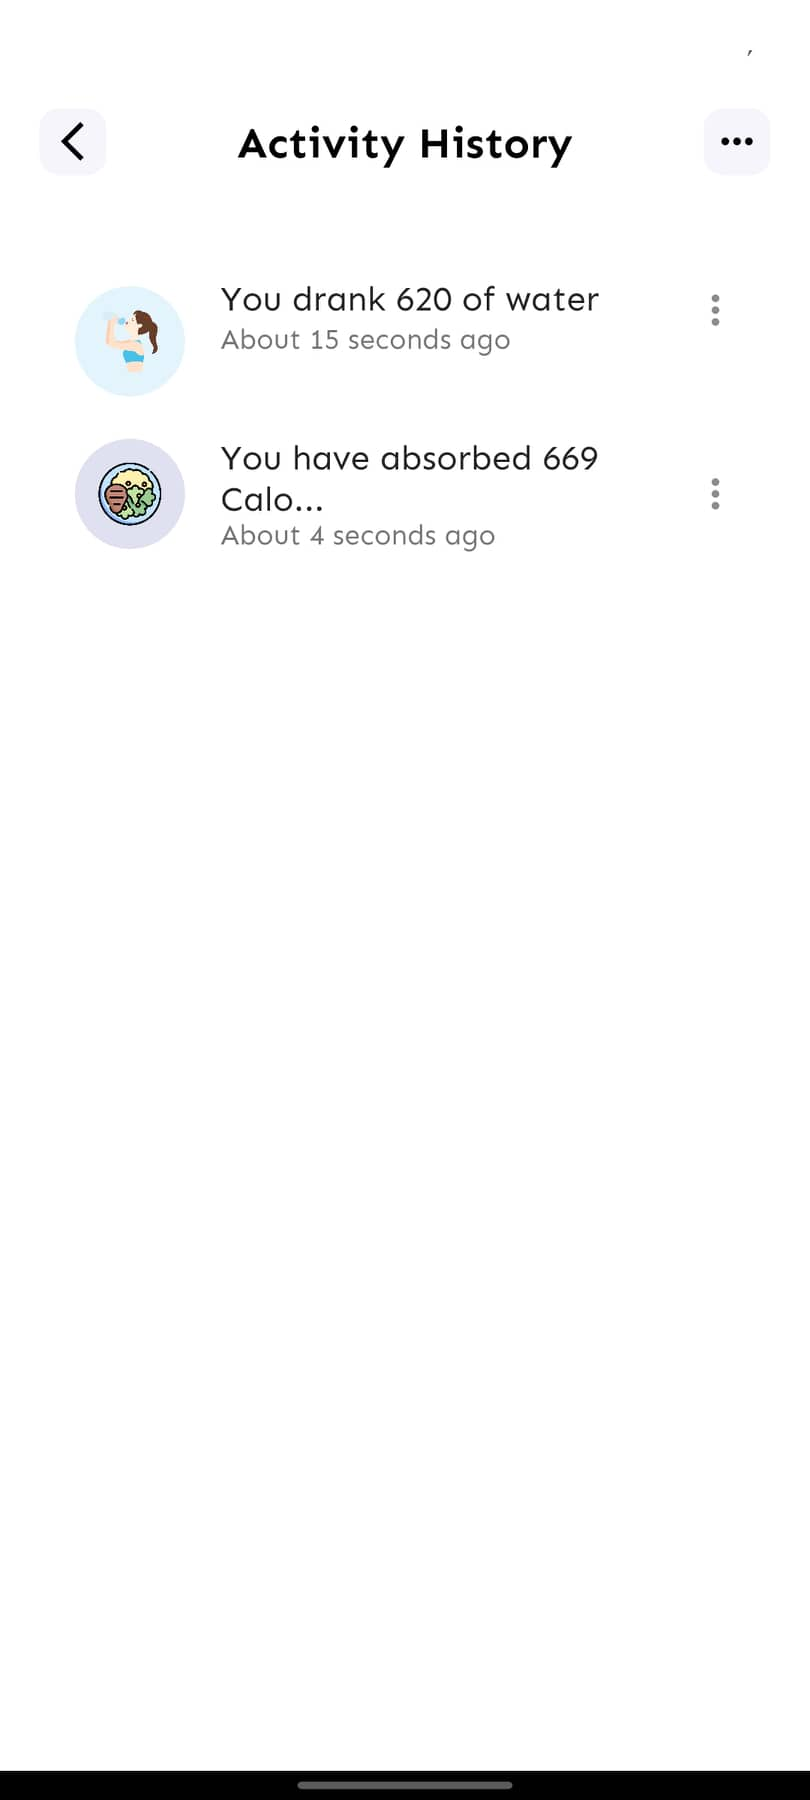 Activity History
You drank 620 of water
About 15 seconds ago
You have absorbed 669
Calo...
About 4 seconds ago